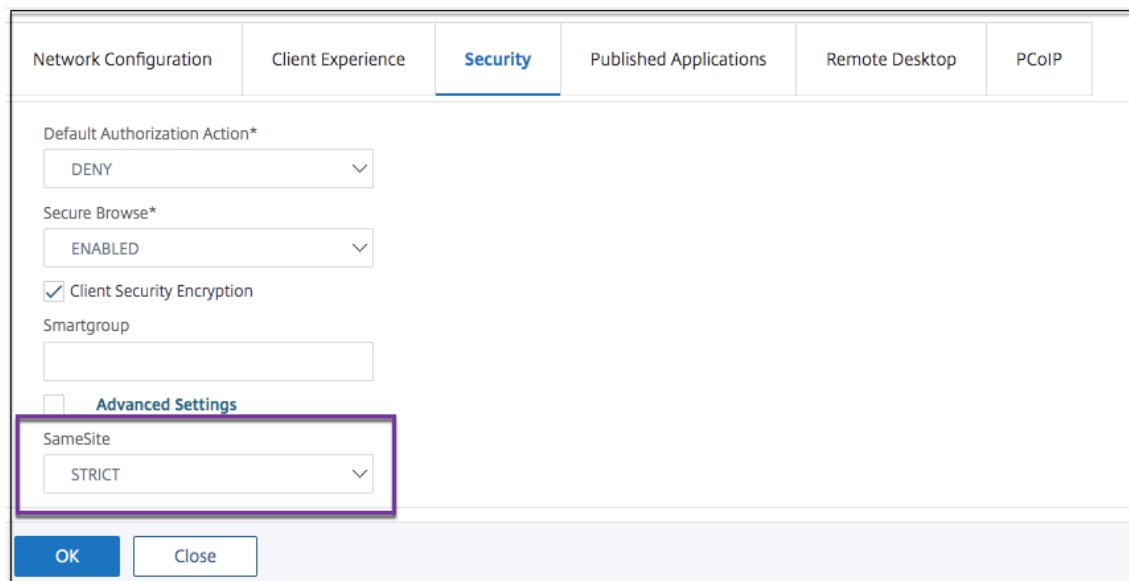 Network Configuration Client Experience Security Published Applications Remote Desktop PCoIP
Default Authorization Action*
DENY
Secure Browse*
ENABLED
Client Security Encryption
Smartgroup
Advanced Settings
SameSite
STRICT
OK Close